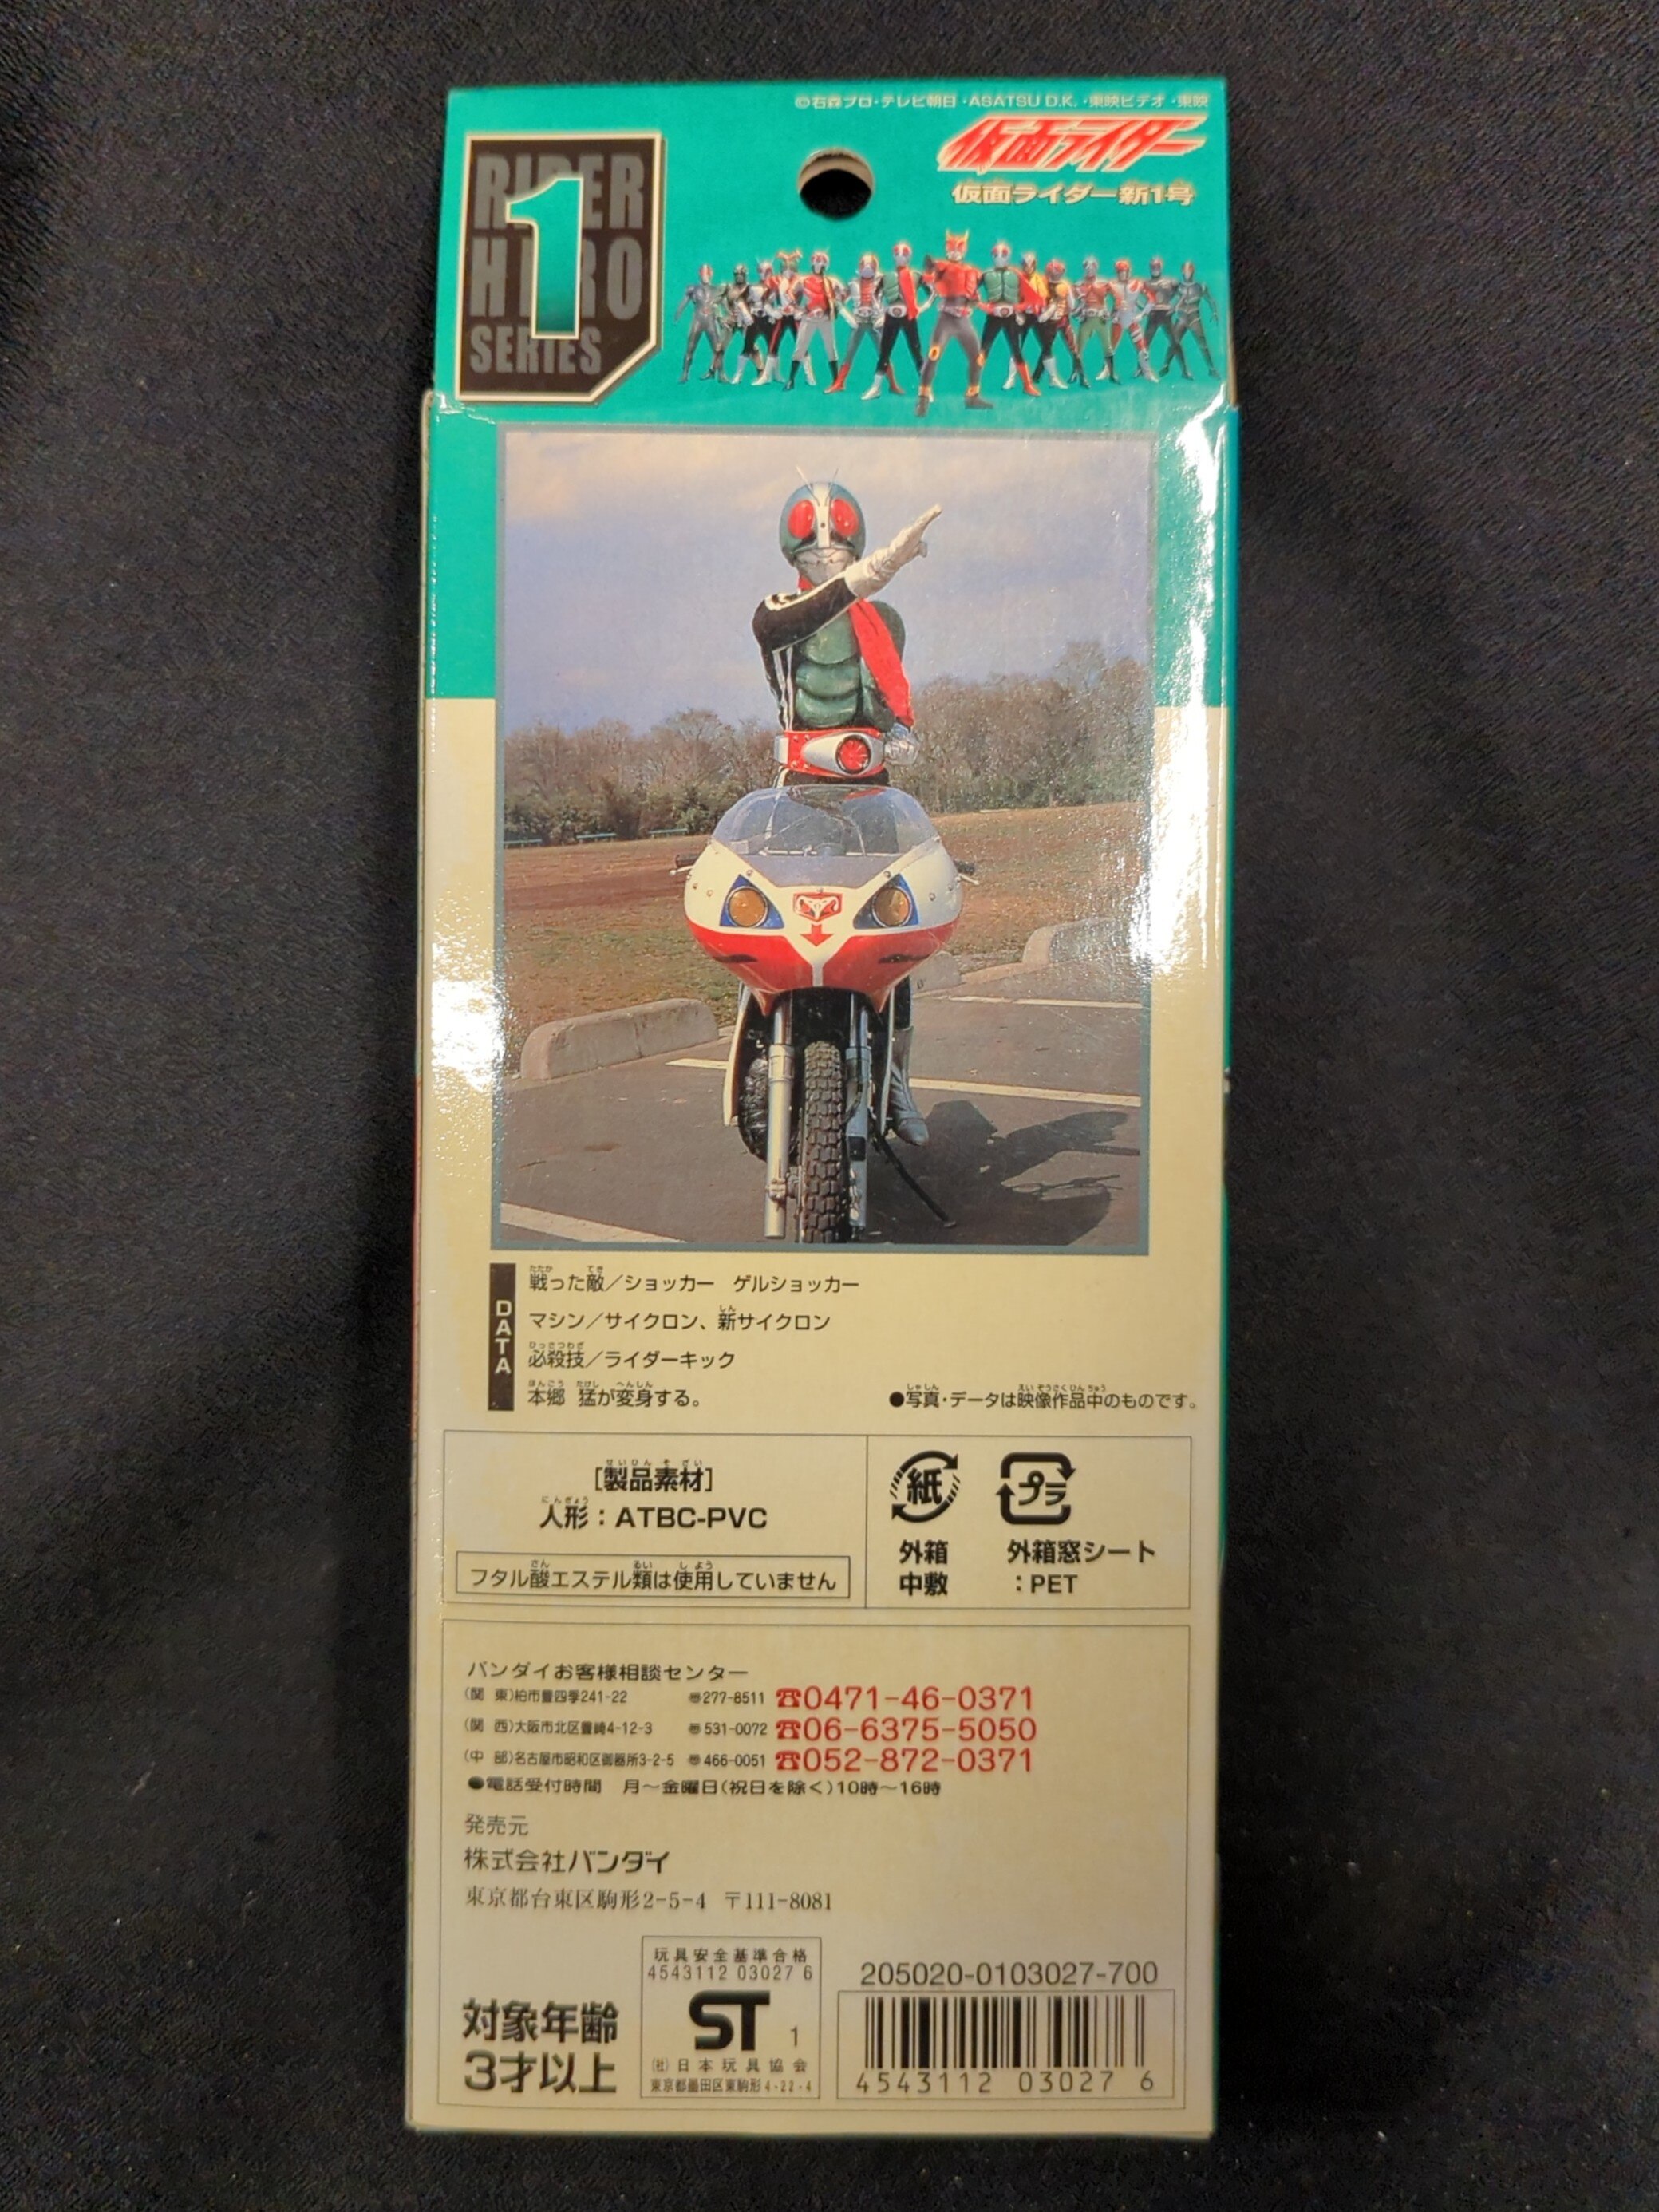 ©石森プロ・テレビ朝日・ASATSU D.K.・東映ビデオ・東映
仮面ライダー
仮面ライダー新1号
RIDER
HERO
SERIES
1
DATA
戦った敵／ショッカー　ゲルショッカー
マシン／サイクロン、新サイクロン
必殺技／ライダーキック
本郷　猛が変身する。
●写真・データは映像作品中のものです。
[製品素材]
人形：ATBC-PVC
フタル酸エステル類は使用していません
紙
プラ
外箱
中敷
外箱窓シート
：PET
バンダイお客様相談センター
(関　東)柏市豊四季241-22　〠277-8511　☎0471-46-0371
(関　西)大阪市北区豊崎4-12-3　〠531-0072　☎06-6375-5050
(中　部)名古屋市昭和区御器所3-2-5　〠466-0051　☎052-872-0371
●電話受付時間　月〜金曜日(祝日を除く)10時〜16時
発売元
株式会社バンダイ
東京都台東区駒形2-5-4　〒111-8081
対象年齢
3才以上
玩具安全基準合格
4543112 03027 6
ST 1
(社)日本玩具協会
東京都墨田区東駒形4-22-4
205020-0103027-700
4543112 03027 6